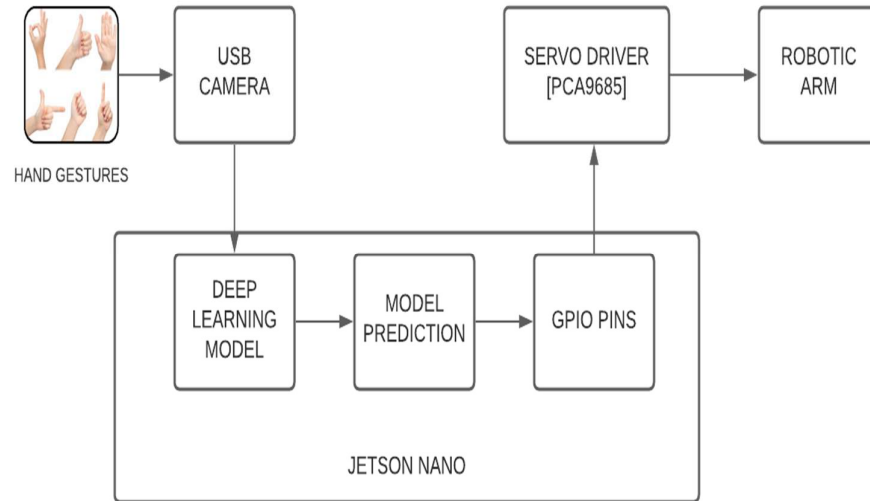 USB
CAMERA
SERVO DRIVER
[PCA9685]
ROBOTIC
ARM
HAND GESTURES
DEEP
LEARNING
MODEL
MODEL
PREDICTION
GPIO PINS
JETSON NANO